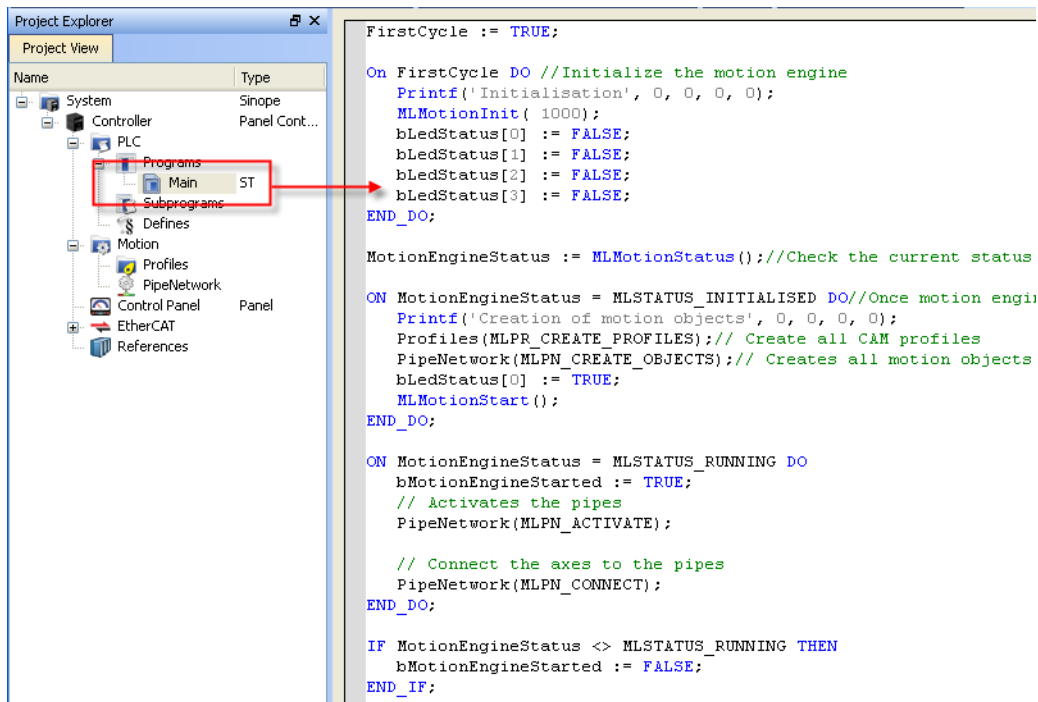 Project Explorer
Project View
Name Type
System Sinope
Controller Panel Cont...
PLC
Programs
Main ST
Subprograms
Defines
Motion
Profiles
PipeNetwork
Control Panel Panel
EtherCAT
References
FirstCycle := TRUE;
On FirstCycle DO //Initialize the motion engine
Printf('Initialisation', 0, 0, 0, 0);
MLMotionInit( 1000);
bLedStatus[0] := FALSE;
bLedStatus[1] := FALSE;
bLedStatus[2] := FALSE;
bLedStatus[3] := FALSE;
END_DO;
MotionEngineStatus := MLMotionStatus();//Check the current status
ON MotionEngineStatus = MLSTATUS_INITIALISED DO//Once motion engi
Printf('Creation of motion objects', 0, 0, 0, 0);
Profiles(MLPR_CREATE_PROFILES);// Create all CAM profiles
PipeNetwork(MLPN_CREATE_OBJECTS);// Creates all motion objects
bLedStatus[0] := TRUE;
MLMotionStart();
END_DO;
ON MotionEngineStatus = MLSTATUS_RUNNING DO
bMotionEngineStarted := TRUE;
// Activates the pipes
PipeNetwork(MLPN_ACTIVATE);
// Connect the axes to the pipes
PipeNetwork(MLPN_CONNECT);
END_DO;
IF MotionEngineStatus <> MLSTATUS_RUNNING THEN
bMotionEngineStarted := FALSE;
END_IF;